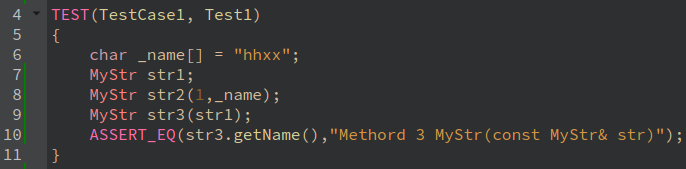 4 TEST(TestCase1, Test1)
5 {
6 char _name[] = "hhxx";
7 MyStr str1;
8 MyStr str2(1,_name);
9 MyStr str3(str1);
10 ASSERT_EQ(str3.getName(),"Methord 3 MyStr(const MyStr& str)");
11 }